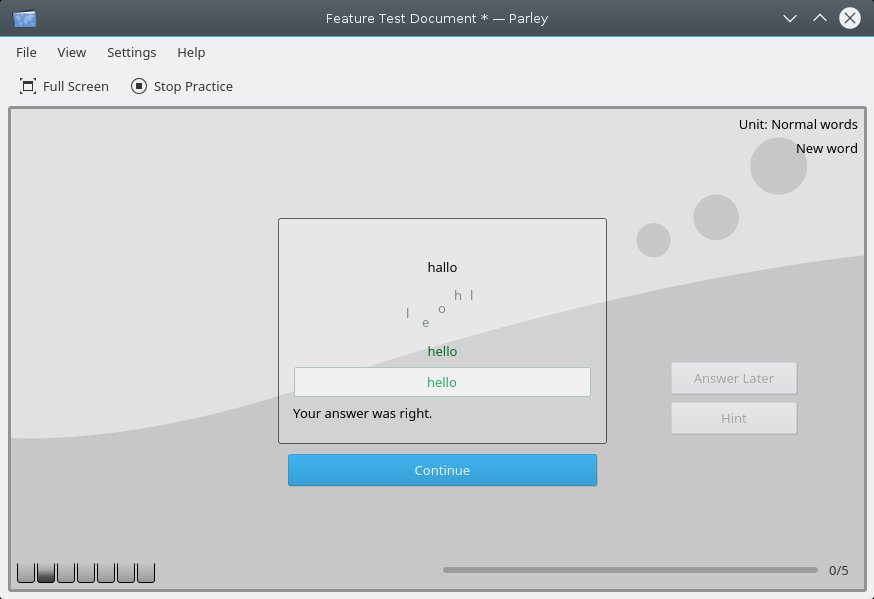 Feature Test Document * — Parley
File View Settings Help
Full Screen Stop Practice
Unit: Normal words
New word
hallo
l e o h l
hello
hello
Your answer was right.
Answer Later
Hint
Continue
0/5